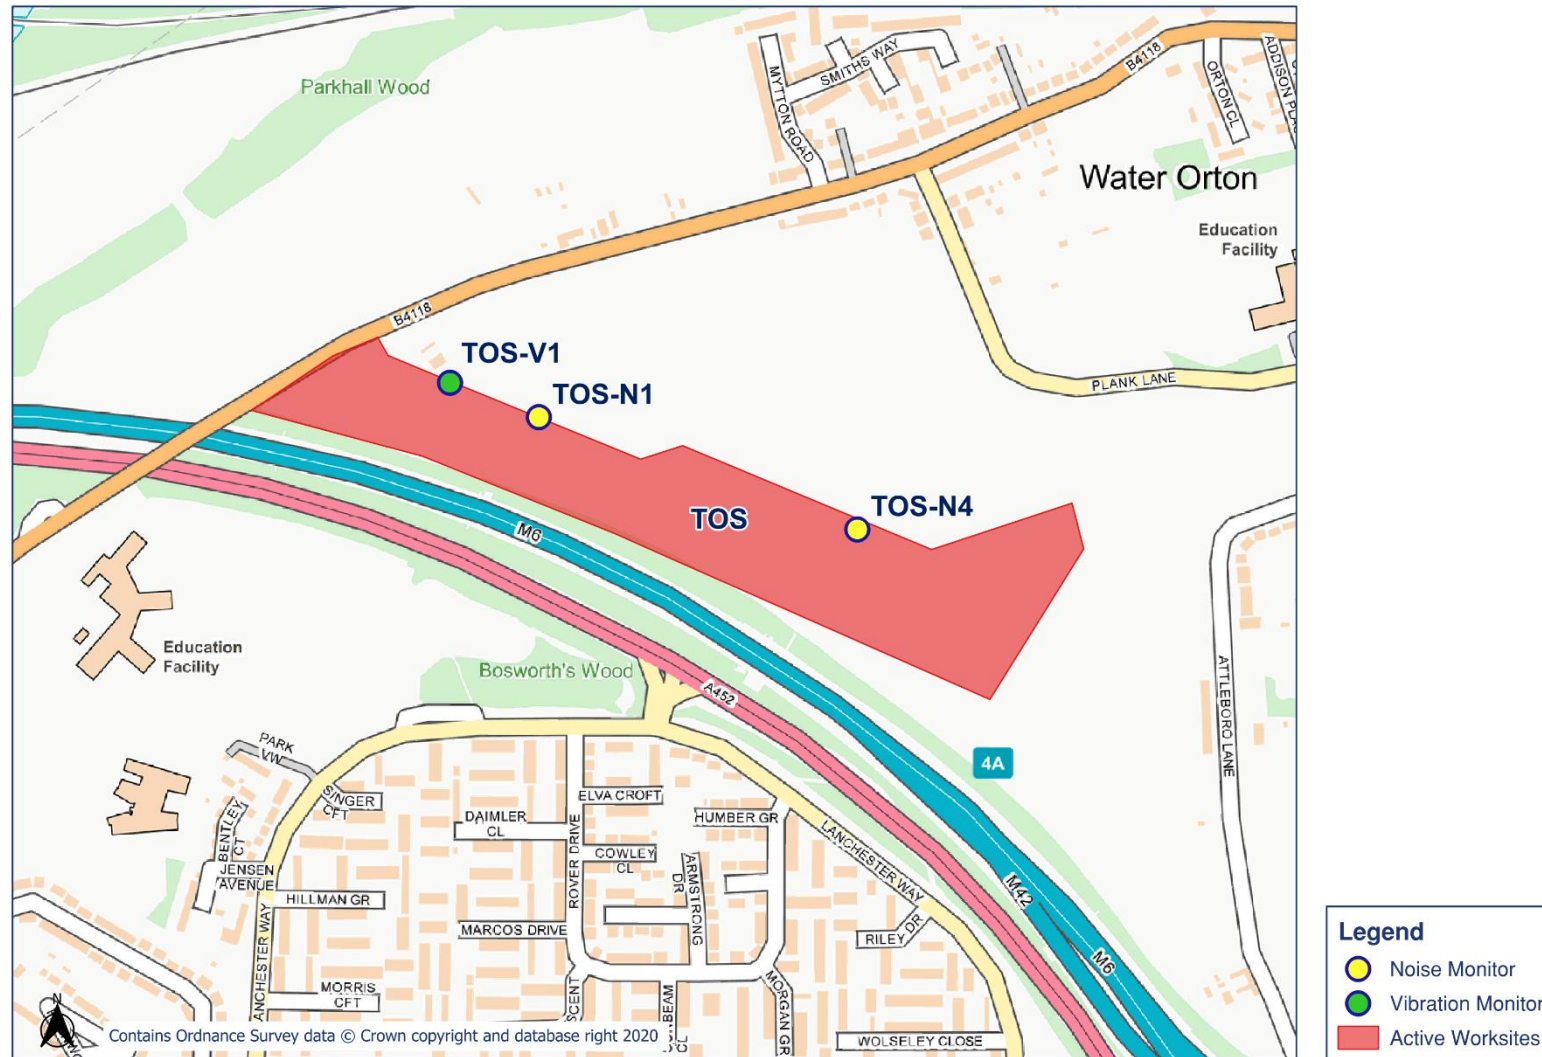 Parkhall Wood
MYTTON ROAD
SMITHS WAY
B4118
ORTON CL
Water Orton
Education
Facility
B4118
TOS-V1
TOS-N1
PLANK LANE
TOS-N4
TOS
M6
Education
Facility
Bosworth's Wood
A452
ATTLEBORO LANE
4A
PARK
VW
SINGER
CFT
BENTLEY
CT
JENSEN
AVENUE
HILLMAN GR
DAIMLER
CL
ELVA CROFT
ROVER DRIVE
COWLEY
CL
HUMBER GR
ARMSTRONG
DR
LANCHESTER WAY
MARCOS DRIVE
RILEY DR
M42
M6
MORRIS
CFT
MORGAN GR
WOLSELEY CLOSE
N
Contains Ordnance Survey data © Crown copyright and database right 2020
Legend
Noise Monitor
Vibration Monitor
Active Worksites